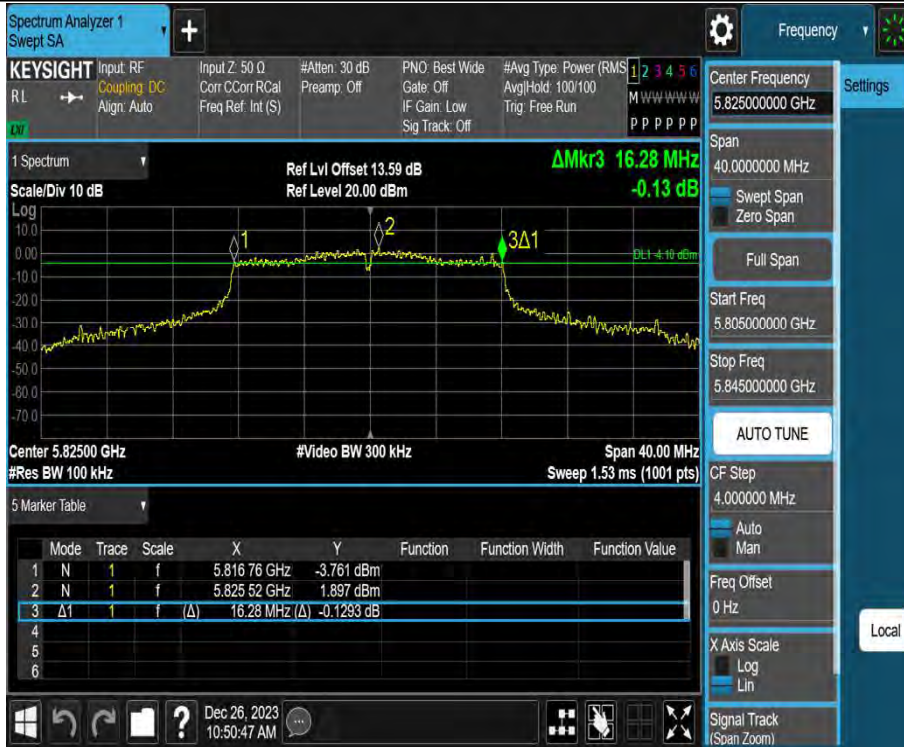 Spectrum Analyzer 1
Swept SA
+
Frequency
KEYSIGHT
RL
LXI
Input: RF
Coupling: DC
Align: Auto
Input Z: 50 Ω
Corr CCorr RCal
Freq Ref: Int (S)
#Atten: 30 dB
Preamp: Off
PNO: Best Wide
Gate: Off
IF Gain: Low
Sig Track: Off
#Avg Type: Power (RMS
Avg|Hold: 100/100
Trig: Free Run
1 2 3 4 5 6
M W W W W W
P P P P P P
Center Frequency
5.825000000 GHz
Settings
Span
40.0000000 MHz
Swept Span
Zero Span
Full Span
Start Freq
5.805000000 GHz
Stop Freq
5.845000000 GHz
AUTO TUNE
CF Step
4.000000 MHz
Auto
Man
Freq Offset
0 Hz
X Axis Scale
Log
Lin
Signal Track
(Span Zoom)
Local
1 Spectrum
Scale/Div 10 dB
Ref Lvl Offset 13.59 dB
Ref Level 20.00 dBm
ΔMkr3 16.28 MHz
-0.13 dB
Log
10.0
0.00
-10.0
-20.0
-30.0
-40.0
-50.0
-60.0
-70.0
1
2
3Δ1
DL1 -4.10 dBm
Center 5.82500 GHz
#Video BW 300 kHz
Span 40.00 MHz
#Res BW 100 kHz
Sweep 1.53 ms (1001 pts)
5 Marker Table
Mode Trace Scale X Y Function Function Width Function Value
1 N 1 f 5.816 76 GHz -3.761 dBm
2 N 1 f 5.825 52 GHz 1.897 dBm
3 Δ1 1 f (Δ) 16.28 MHz (Δ) -0.1293 dB
4
5
6
?
Dec 26, 2023
10:50:47 AM